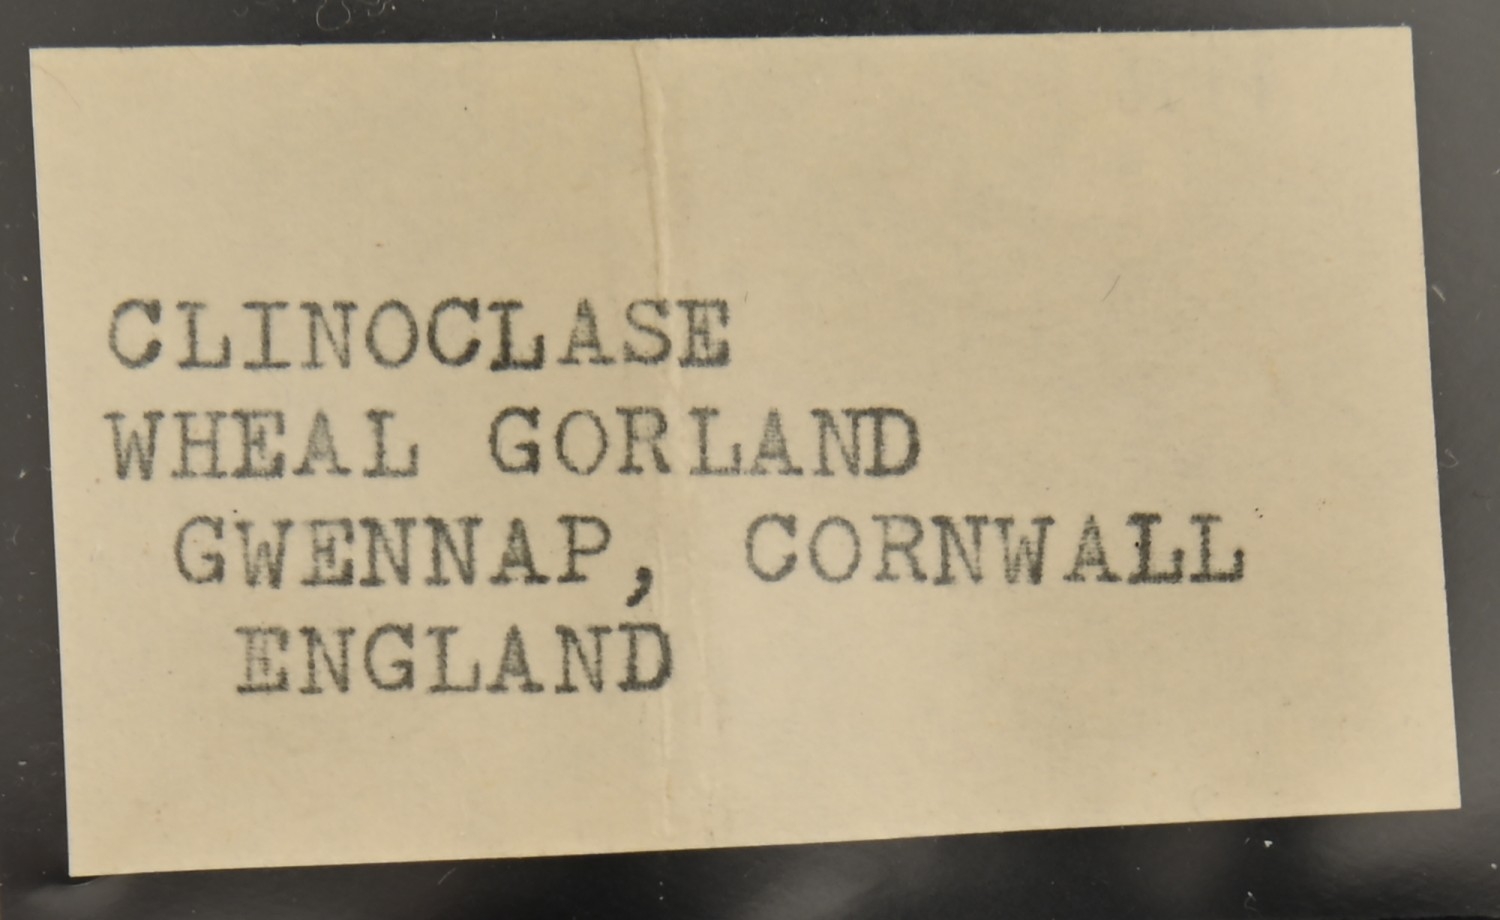 CLINOCLASE
WHEAL GORLAND
GWENNAP, CORNWALL
ENGLAND